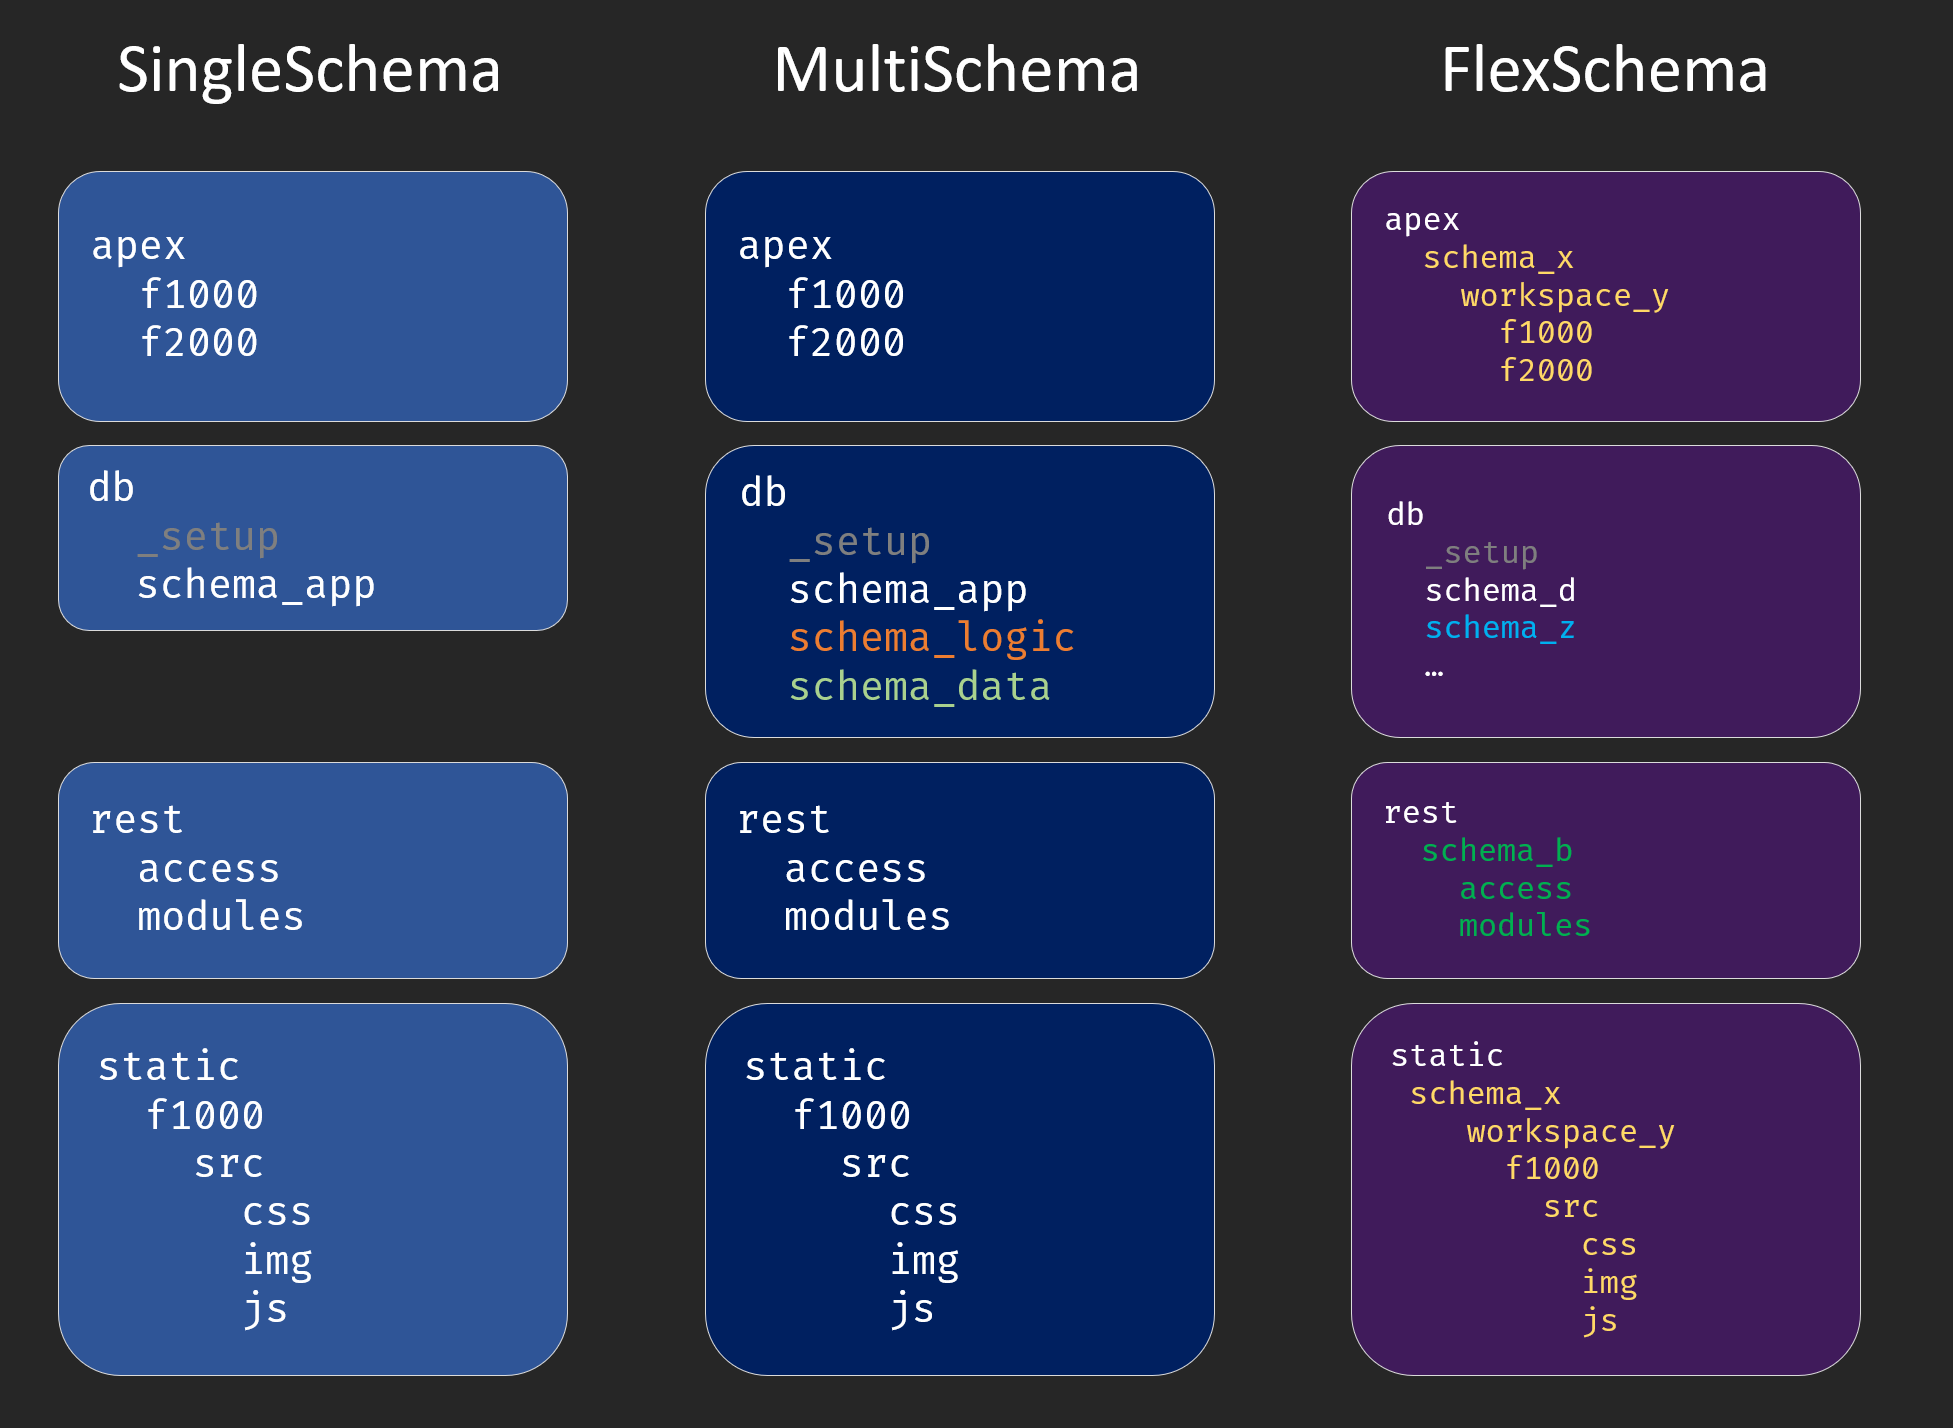 SingleSchema
apex
f1000
f2000
db
_setup
schema_app
rest
access
modules
static
f1000
src
css
img
js
MultiSchema
apex
f1000
f2000
db
_setup
schema_app
schema_logic
schema_data
rest
access
modules
static
f1000
src
css
img
js
FlexSchema
apex
schema_x
workspace_y
f1000
f2000
db
_setup
schema_d
schema_z
…
rest
schema_b
access
modules
static
schema_x
workspace_y
f1000
src
css
img
js